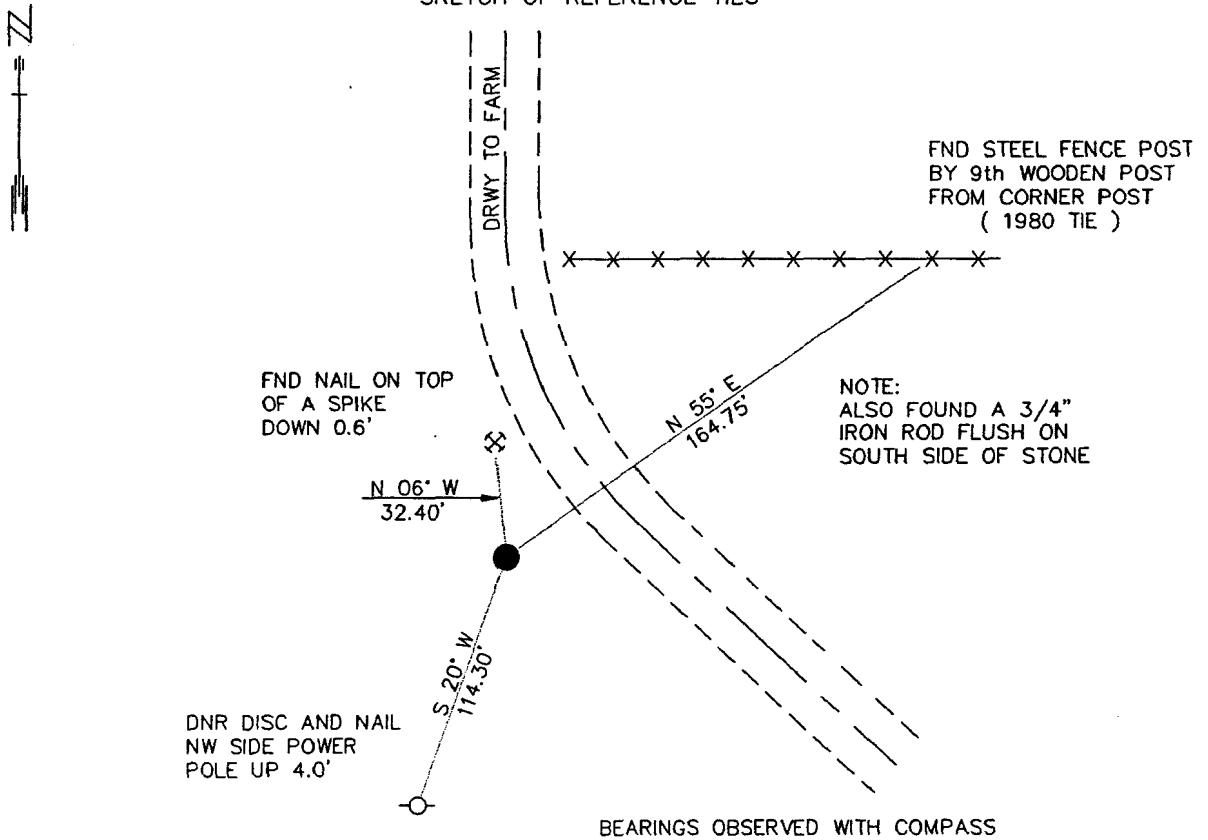 SKETCH OF REFERENCE TIES
N
DRWY TO FARM
FND STEEL FENCE POST
BY 9th WOODEN POST
FROM CORNER POST
( 1980 TIE )
FND NAIL ON TOP
OF A SPIKE
DOWN 0.6'
N 55° E
164.75'
NOTE:
ALSO FOUND A 3/4"
IRON ROD FLUSH ON
SOUTH SIDE OF STONE
N 06° W
32.40'
S 20° W
114.30'
DNR DISC AND NAIL
NW SIDE POWER
POLE UP 4.0'
BEARINGS OBSERVED WITH COMPASS